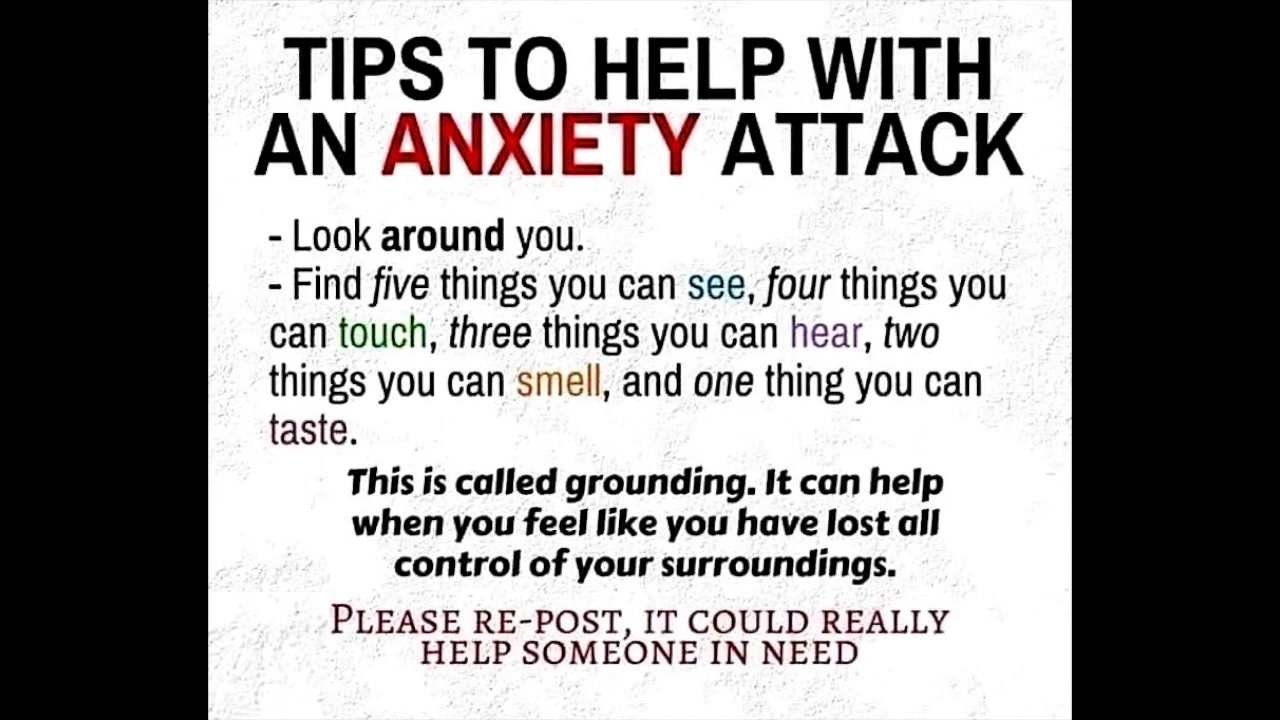 TIPS TO HELP WITH
AN ANXIETY ATTACK
- Look around you.
- Find five things you can see, four things you
can touch, three things you can hear, two
things you can smell, and one thing you can
taste.
This is called grounding. It can help
when you feel like you have lost all
control of your surroundings.
PLEASE RE-POST, IT COULD REALLY
HELP SOMEONE IN NEED